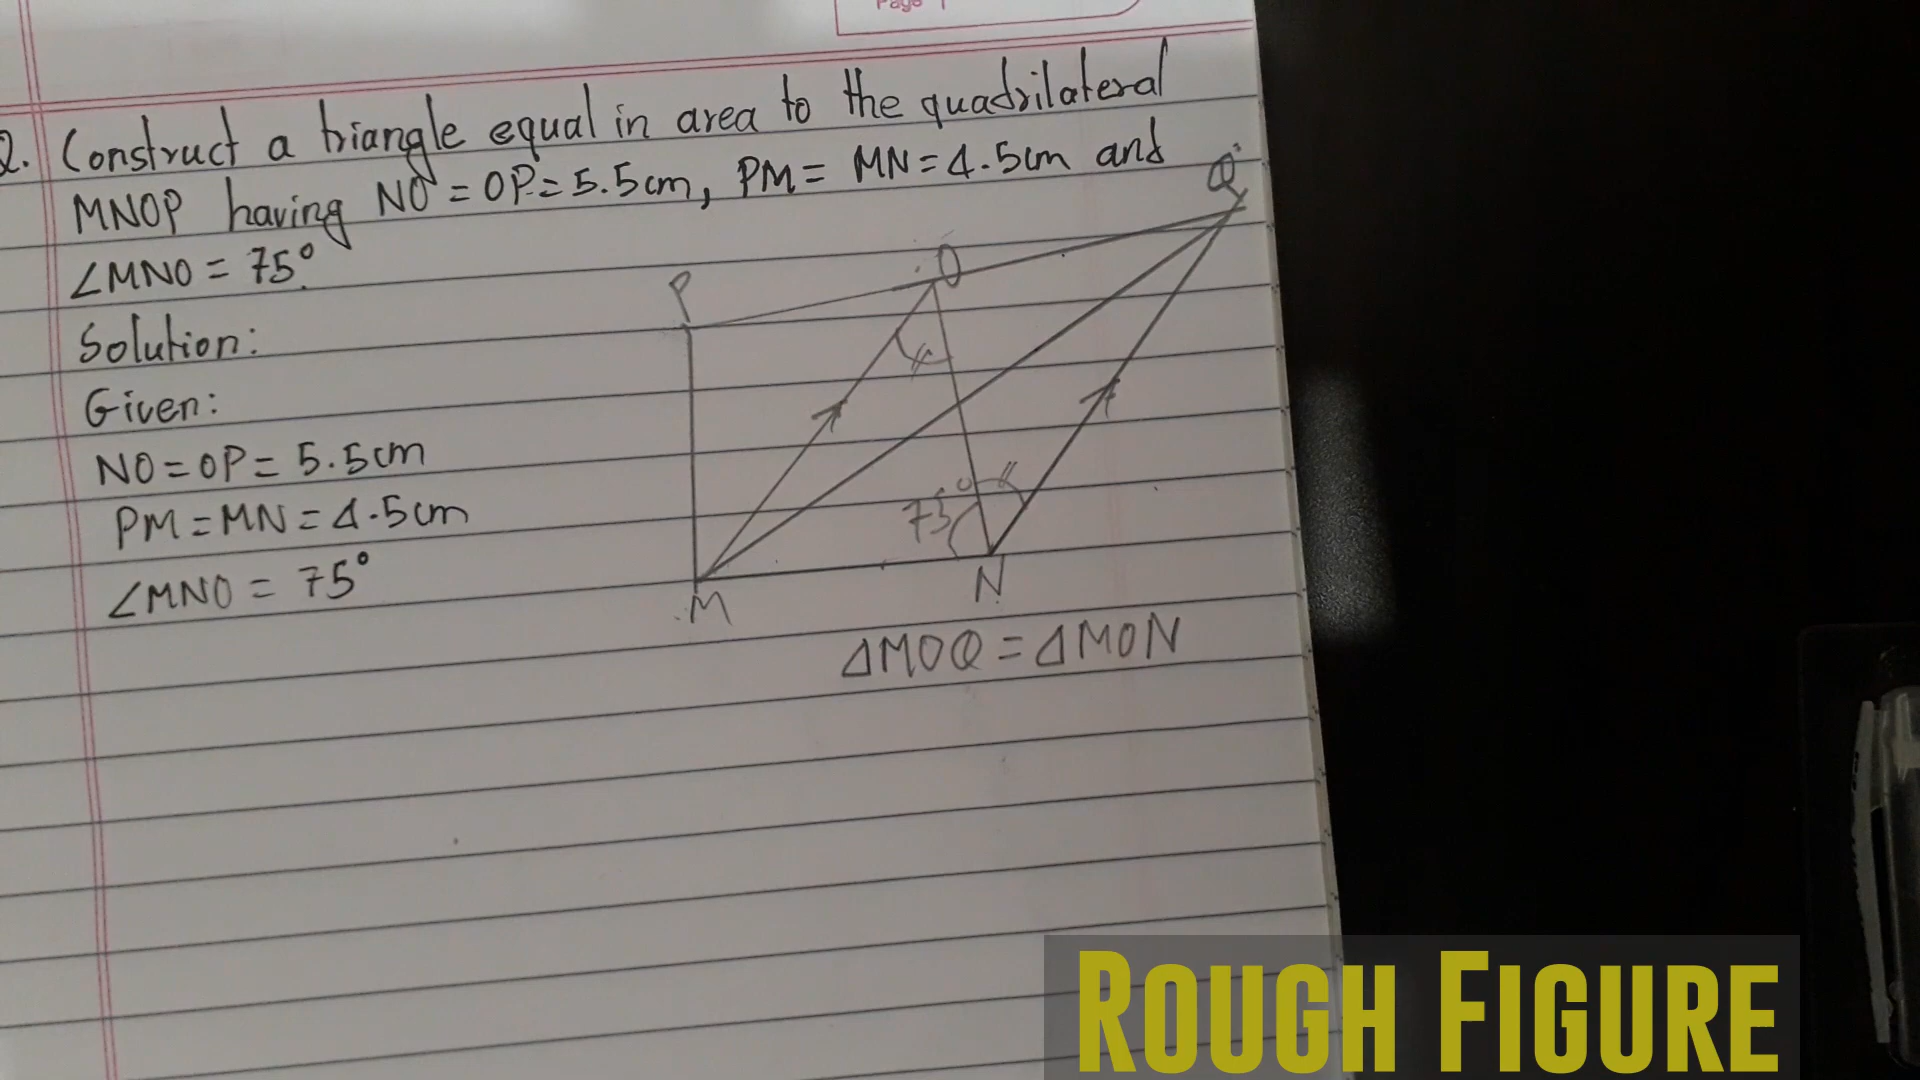 Page 1
Q. Construct a triangle equal in area to the quadrilateral
MNOP having NO = OP = 5.5cm, PM = MN = 4.5cm and
∠MNO = 75°.
Solution:
Given:
NO = OP = 5.5cm
PM = MN = 4.5cm
∠MNO = 75°
P
O
Q
75°
M
N
ΔMOQ = ΔMON
ROUGH FIGURE